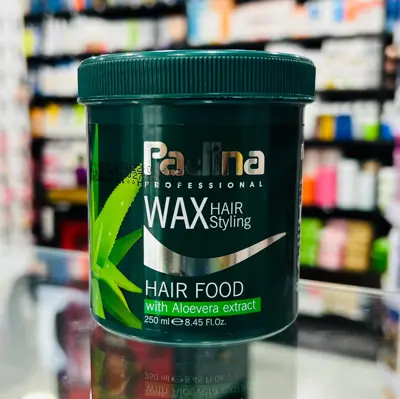 Padina
PROFESSIONAL
WAX HAIR
Styling
HAIR FOOD
with Aloevera extract
250 ml ℮ 8.45 Fl.Oz.